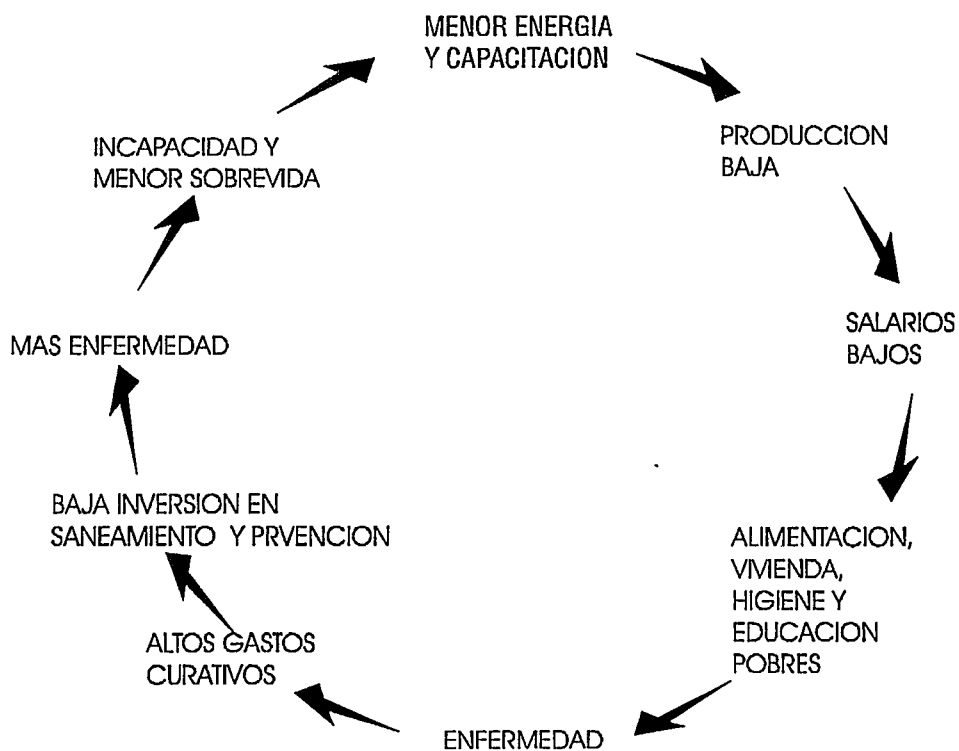 MENOR ENERGIA
Y CAPACITACION
PRODUCCION
BAJA
SALARIOS
BAJOS
ALIMENTACION,
VIVIENDA,
HIGIENE Y
EDUCACION
POBRES
ENFERMEDAD
ALTOS GASTOS
CURATIVOS
BAJA INVERSION EN
SANEAMIENTO Y PRVENCION
MAS ENFERMEDAD
INCAPACIDAD Y
MENOR SOBREVIDA